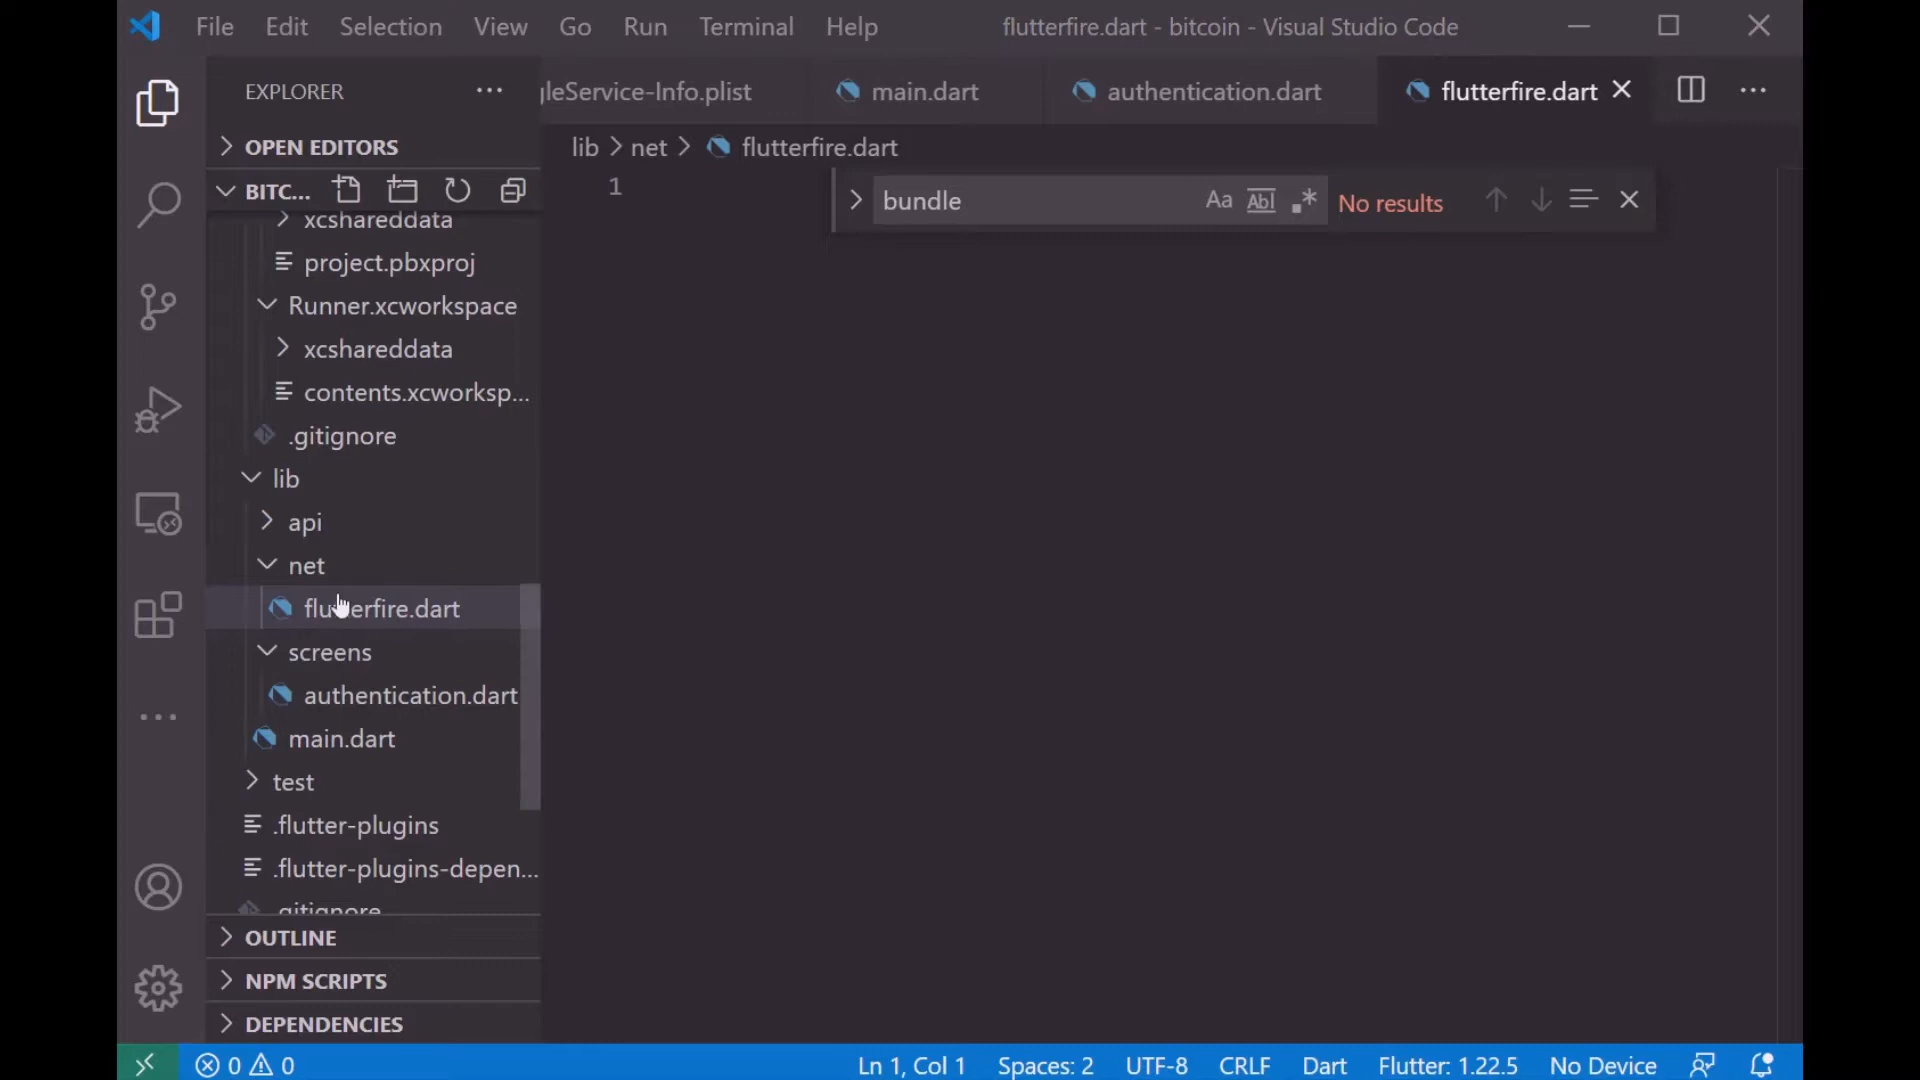 File Edit Selection View Go Run Terminal Help flutterfire.dart - bitcoin - Visual Studio Code
EXPLORER
gleService-Info.plist main.dart authentication.dart flutterfire.dart
OPEN EDITORS
lib > net > flutterfire.dart
BITC...
1
bundle Aa Abl .* No results
xcshareddata
project.pbxproj
Runner.xcworkspace
xcshareddata
contents.xcworksp...
.gitignore
lib
api
net
flutterfire.dart
screens
authentication.dart
main.dart
test
.flutter-plugins
.flutter-plugins-depen...
.gitignore
OUTLINE
NPM SCRIPTS
DEPENDENCIES
0 0 Ln 1, Col 1 Spaces: 2 UTF-8 CRLF Dart Flutter: 1.22.5 No Device